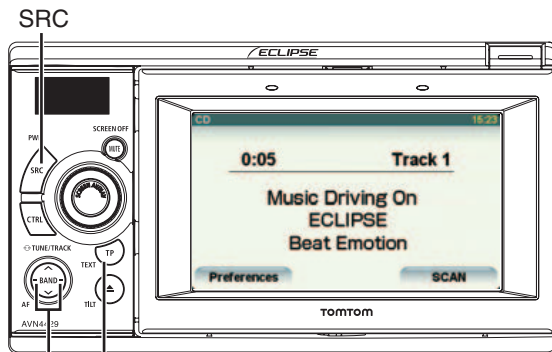 SRC
ECLIPSE
SCREEN OFF
PWR
MUTE
SRC
CTRL
TUNE/TRACK
BAND
AF
TP
TEXT
TILT
AVN4429
CD 15:23
0:05 Track 1
Music Driving On
ECLIPSE
Beat Emotion
Preferences SCAN
TOMTOM